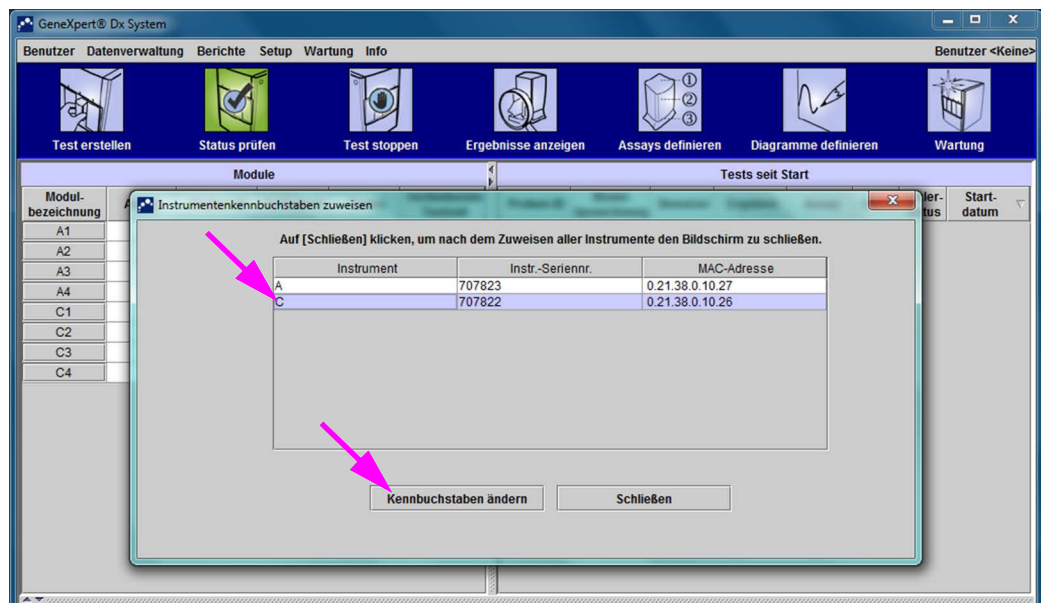 GeneXpert® Dx System
Benutzer Datenverwaltung Berichte Setup Wartung Info Benutzer <Keine>
Test erstellen Status prüfen Test stoppen Ergebnisse anzeigen Assays definieren Diagramme definieren Wartung
① 
②
③
Module Tests seit Start
Modul-
bezeichnung
Start-
datum
Instrumentenkennbuchstaben zuweisen
Auf [Schließen] klicken, um nach dem Zuweisen aller Instrumente den Bildschirm zu schließen.
Instrument Instr.-Seriennr. MAC-Adresse
A 707823 0.21.38.0.10.27
C 707822 0.21.38.0.10.26
Kennbuchstaben ändern Schließen
A1
A2
A3
A4
C1
C2
C3
C4